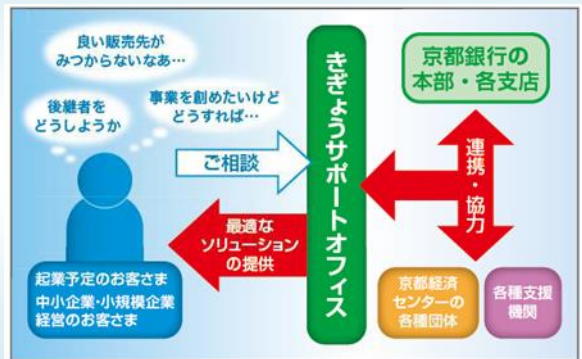 良い販売先が
みつからないなあ…
後継者を
どうしようか
事業を創めたいけど
どうすれば…
ご相談
最適な
ソリューション
の提供
起業予定のお客さま
中小企業・小規模企業
経営のお客さま
きぎょうサポートオフィス
京都銀行の
本部・各支店
連携・協力
京都経済
センターの
各種団体
各種支援
機関